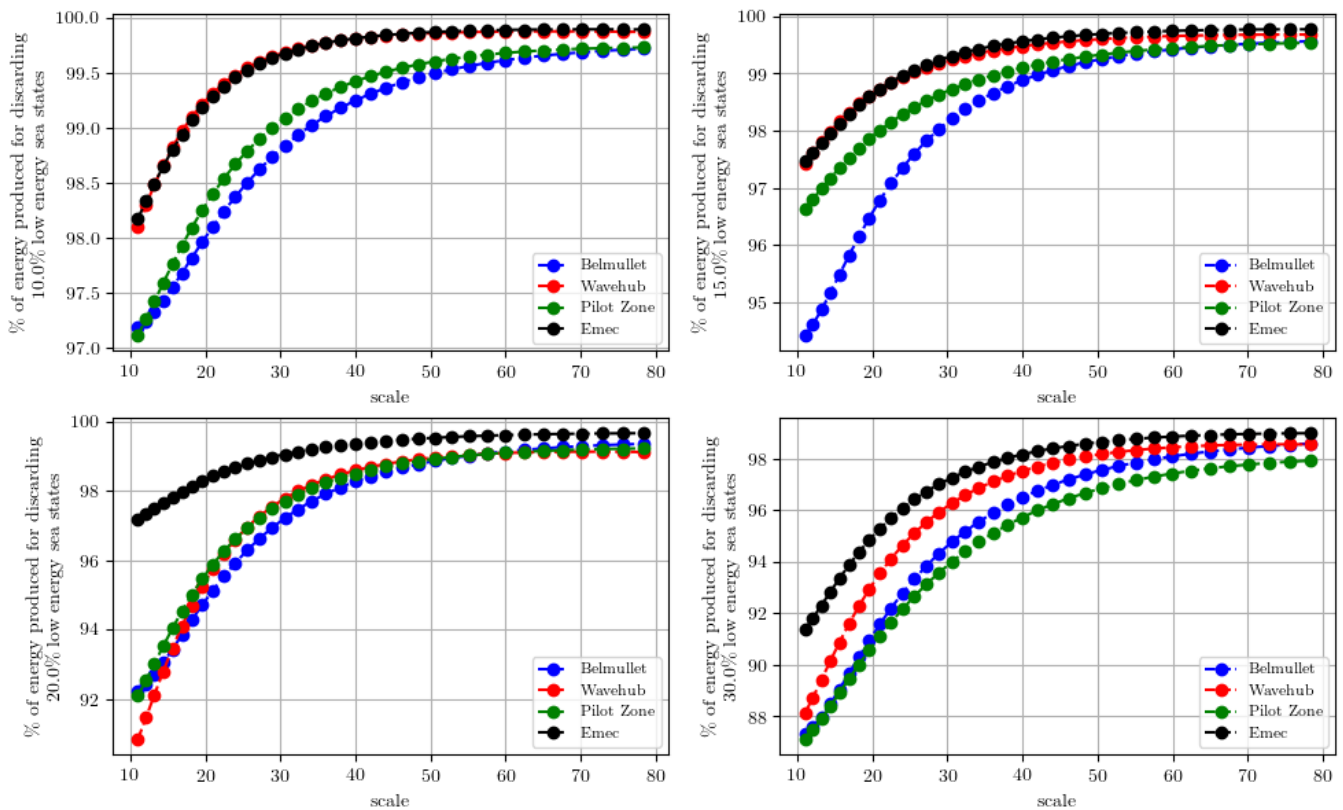 % of energy produced for discarding
10.0% low energy sea states
100.0
99.5
99.0
98.5
98.0
97.5
97.0
10 20 30 40 50 60 70 80
scale
Belmullet
Wavehub
Pilot Zone
Emec
% of energy produced for discarding
15.0% low energy sea states
100
99
98
97
96
95
10 20 30 40 50 60 70 80
scale
Belmullet
Wavehub
Pilot Zone
Emec
% of energy produced for discarding
20.0% low energy sea states
100
98
96
94
92
10 20 30 40 50 60 70 80
scale
Belmullet
Wavehub
Pilot Zone
Emec
% of energy produced for discarding
30.0% low energy sea states
98
96
94
92
90
88
10 20 30 40 50 60 70 80
scale
Belmullet
Wavehub
Pilot Zone
Emec